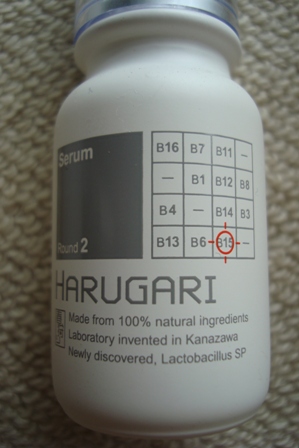 Serum
Round 2
B16 B7 B11 —
— B1 B12 B8
B4 — B14 B3
B13 B6 B15 —
HARUGARI
Made from 100% natural ingredients
Laboratory invented in Kanazawa
Newly discovered, Lactobacillus SP